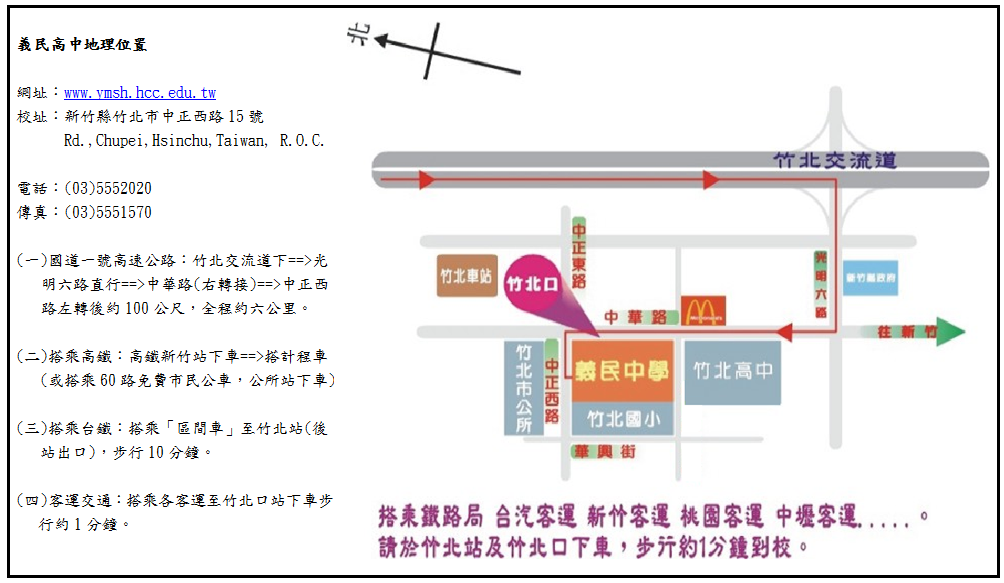 義民高中地理位置
網址：www.ymsh.hcc.edu.tw
校址：新竹縣竹北市中正西路15號
Rd.,Chupei,Hsinchu,Taiwan, R.O.C.
電話：(03)5552020
傳真：(03)5551570
(一)國道一號高速公路：竹北交流道下==>光
明六路直行==>中華路(右轉接)==>中正西
路左轉後約100公尺，全程約六公里。
(二)搭乘高鐵：高鐵新竹站下車==>搭計程車
(或搭乘60路免費市民公車，公所站下車)
(三)搭乘台鐵：搭乘「區間車」至竹北站(後
站出口)，步行10分鐘。
(四)客運交通：搭乘各客運至竹北口站下車步
行約1分鐘。
北
竹北交流道
中正東路
竹北車站
竹北口
光明六路
新竹縣政府
中華路
往新竹
竹北市公所
中正西路
義民中學
竹北高中
竹北國小
華興街
搭乘鐵路局 台汽客運 新竹客運 桃園客運 中壢客運.....。
請於竹北站及竹北口下車，步行約1分鐘到校。